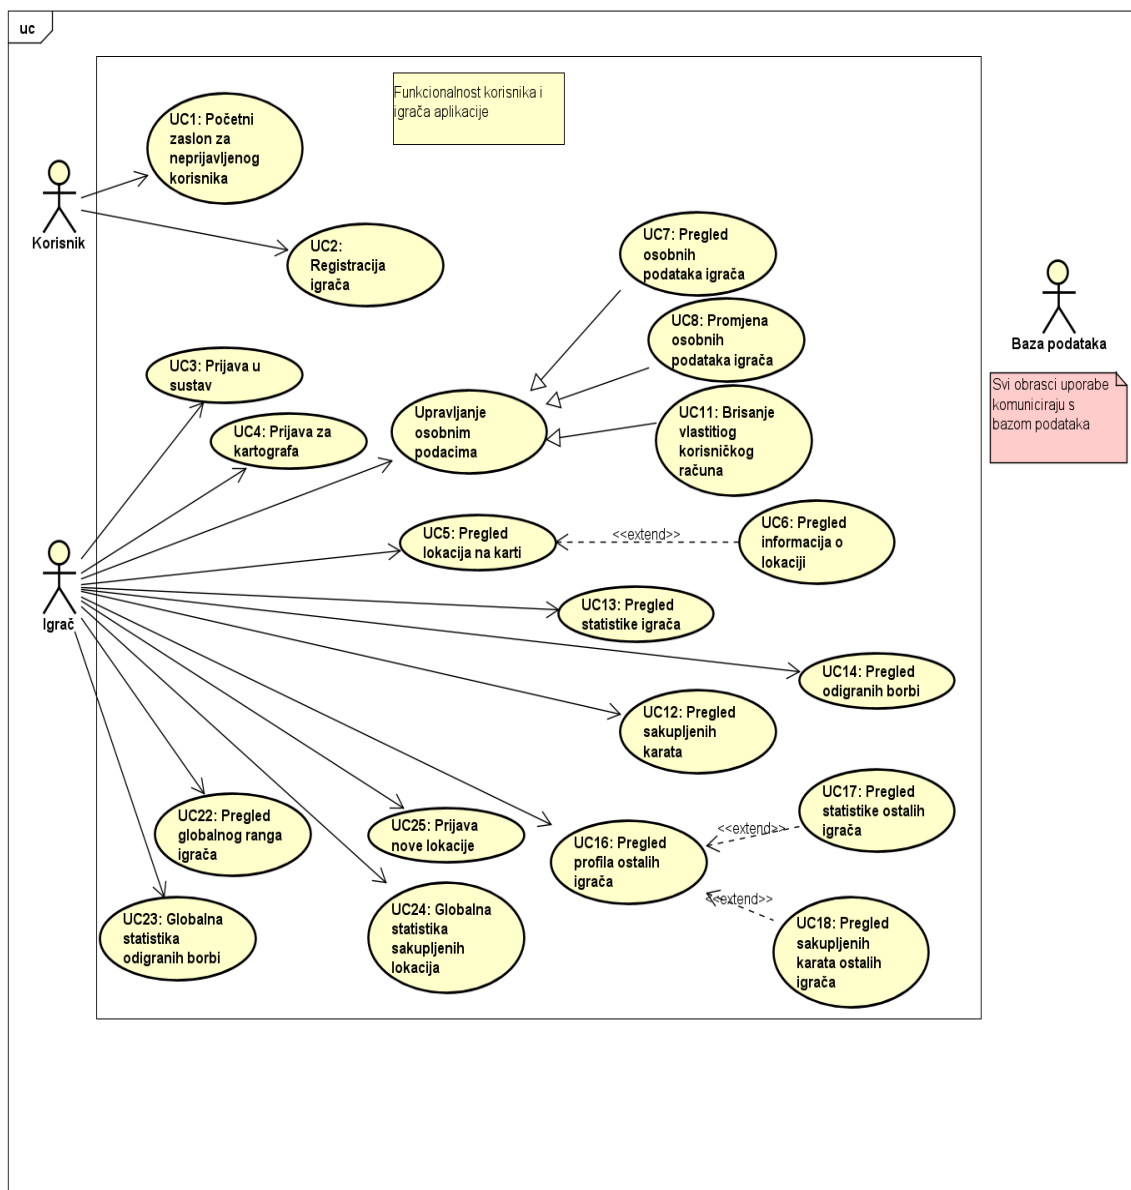 uc
Funkcionalnost korisnika i
igrača aplikacije
UC1: Početni
zaslon za
neprijavljenog
korisnika
Korisnik
UC2:
Registracija
igrača
UC7: Pregled
osobnih
podataka igrača
UC8: Promjena
osobnih
podataka igrača
Baza podataka
Svi obrasci uporabe
komuniciraju s
bazom podataka
UC3: Prijava u
sustav
UC4: Prijava za
kartografa
Upravljanje
osobnim
podacima
UC11: Brisanje
vlastitog
korisničkog
računa
UC5: Pregled
lokacija na karti
<<extend>>
UC6: Pregled
informacija o
lokaciji
Igrač
UC13: Pregled
statistike igrača
UC14: Pregled
odigranih borbi
UC12: Pregled
sakupljenih
karata
UC17: Pregled
statistike ostalih
igrača
<<extend>>
UC22: Pregled
globalnog ranga
igrača
UC25: Prijava
nove lokacije
UC16: Pregled
profila ostalih
igrača
<<extend>>
UC23: Globalna
statistika
odigranih borbi
UC24: Globalna
statistika
sakupljenih
lokacija
UC18: Pregled
sakupljenih
karata ostalih
igrača